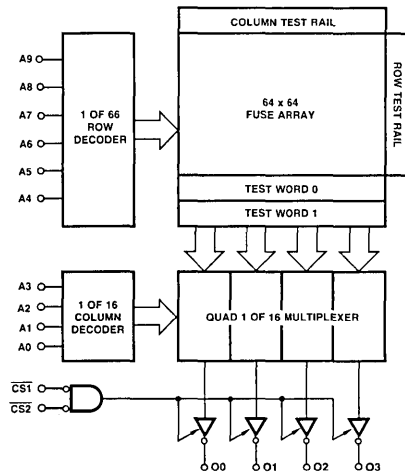 COLUMN TEST RAIL
A9
A8
A7
A6
A5
A4
1 OF 66
ROW
DECODER
64 x 64
FUSE ARRAY
ROW TEST RAIL
TEST WORD 0
TEST WORD 1
A3
A2
A1
A0
1 OF 16
COLUMN
DECODER
QUAD 1 OF 16 MULTIPLEXER
CS1
CS2
O0 O1 O2 O3